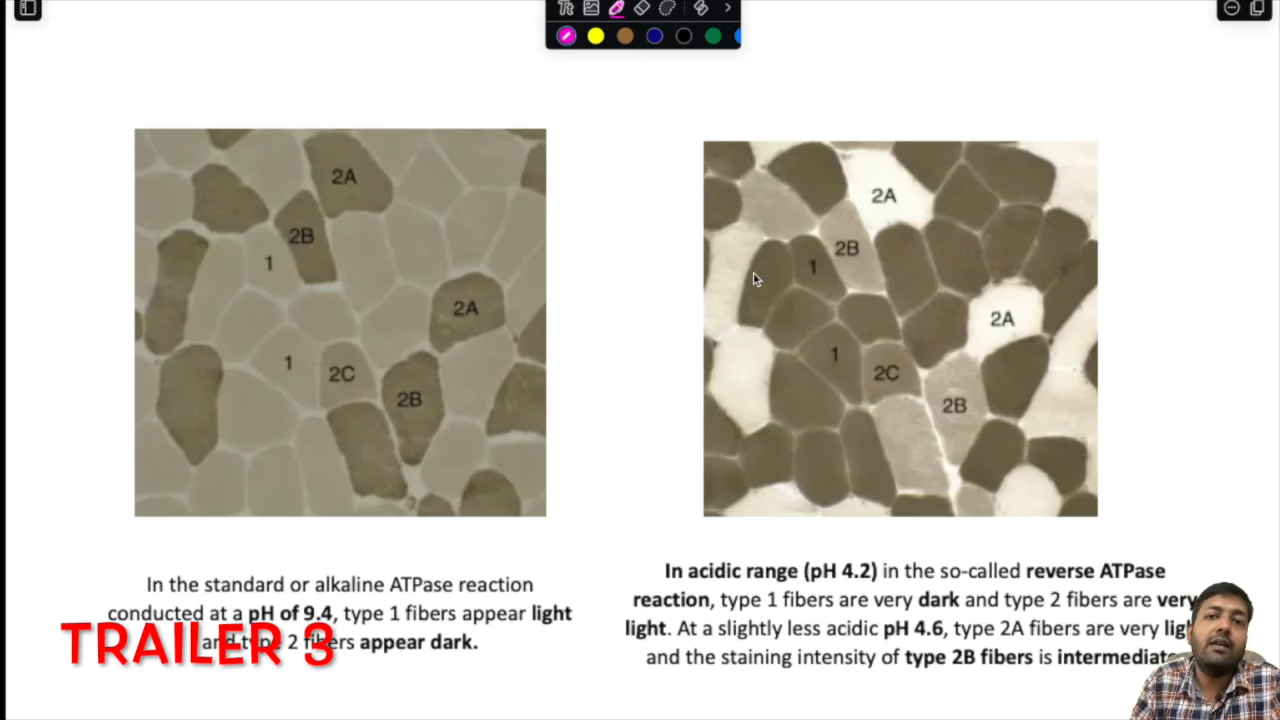 2A
2B
1
2A
1
2C
2B
2A
2B
1
2A
1
2C
2B
In the standard or alkaline ATPase reaction
conducted at a pH of 9.4, type 1 fibers appear light
and type 2 fibers appear dark.
TRAILER 3
In acidic range (pH 4.2) in the so-called reverse ATPase
reaction, type 1 fibers are very dark and type 2 fibers are very
light. At a slightly less acidic pH 4.6, type 2A fibers are very
and the staining intensity of type 2B fibers is